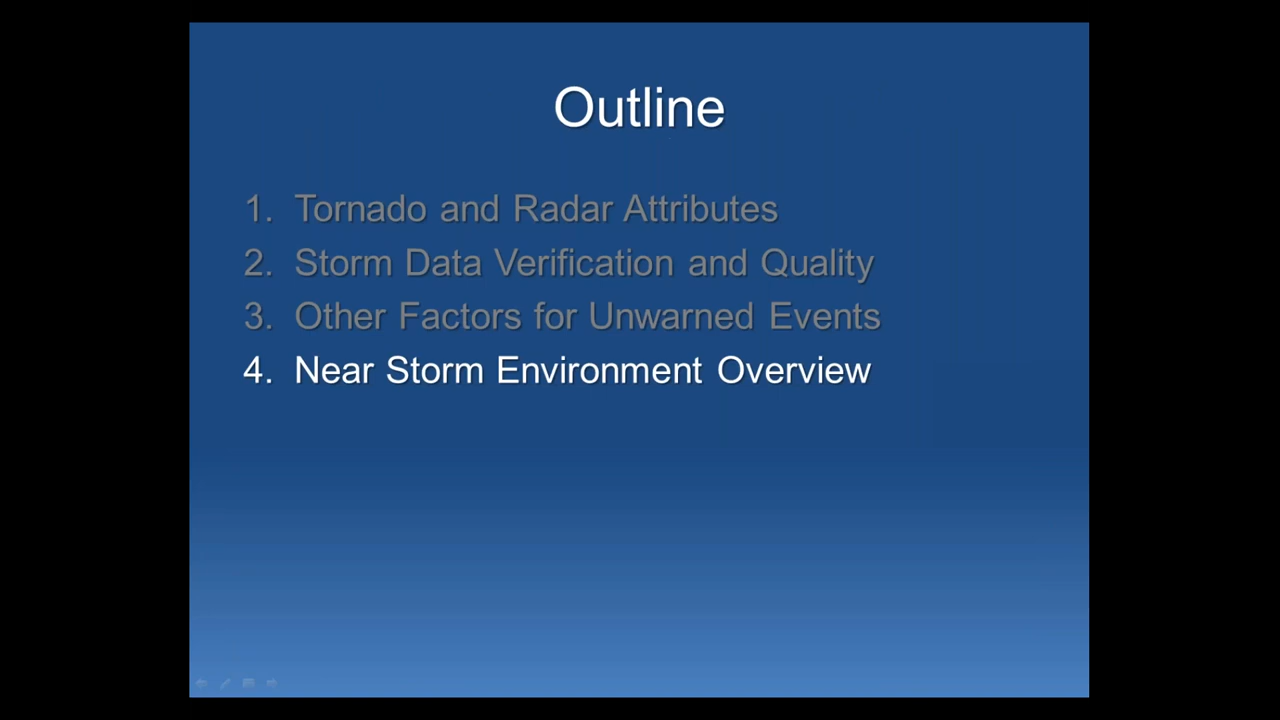 Outline
1. Tornado and Radar Attributes
2. Storm Data Verification and Quality
3. Other Factors for Unwarned Events
4. Near Storm Environment Overview